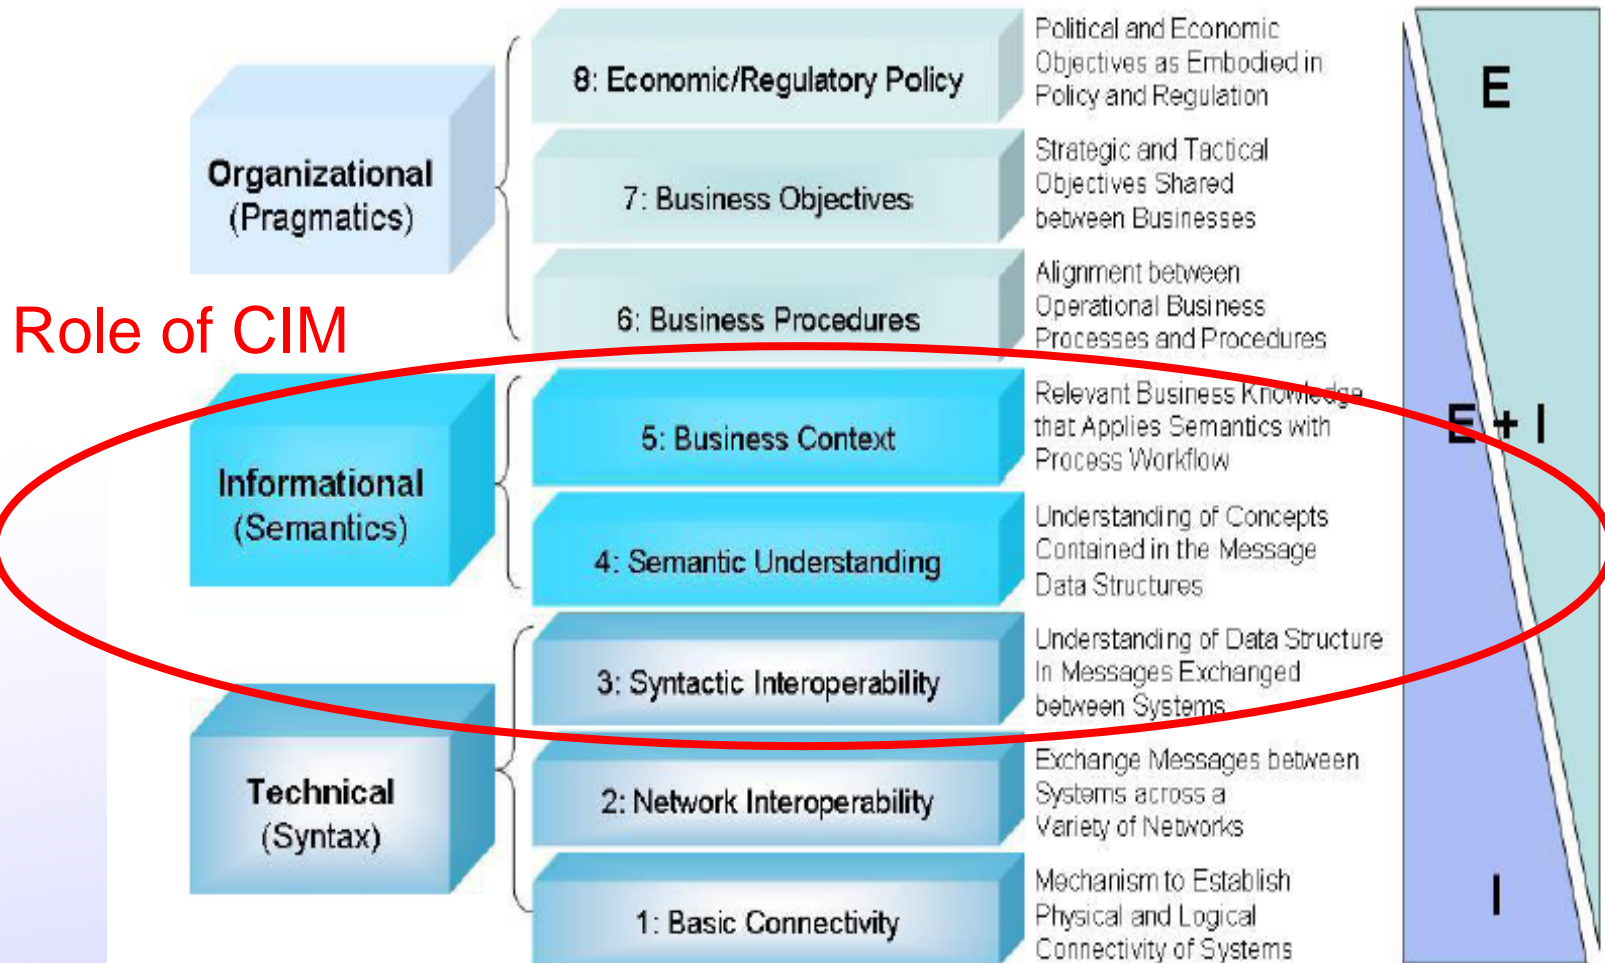 8: Economic/Regulatory Policy
Political and Economic
Objectives as Embodied in
Policy and Regulation
E
Organizational
(Pragmatics)
7: Business Objectives
Strategic and Tactical
Objectives Shared
between Businesses
6: Business Procedures
Alignment between
Operational Business
Processes and Procedures
Role of CIM
Informational
(Semantics)
5: Business Context
Relevant Business Knowledge
that Applies Semantics with
Process Workflow
E + I
4: Semantic Understanding
Understanding of Concepts
Contained in the Message
Data Structures
Technical
(Syntax)
3: Syntactic Interoperability
Understanding of Data Structure
In Messages Exchanged
between Systems
2: Network Interoperability
Exchange Messages between
Systems across a
Variety of Networks
1: Basic Connectivity
Mechanism to Establish
Physical and Logical
Connectivity of Systems
I